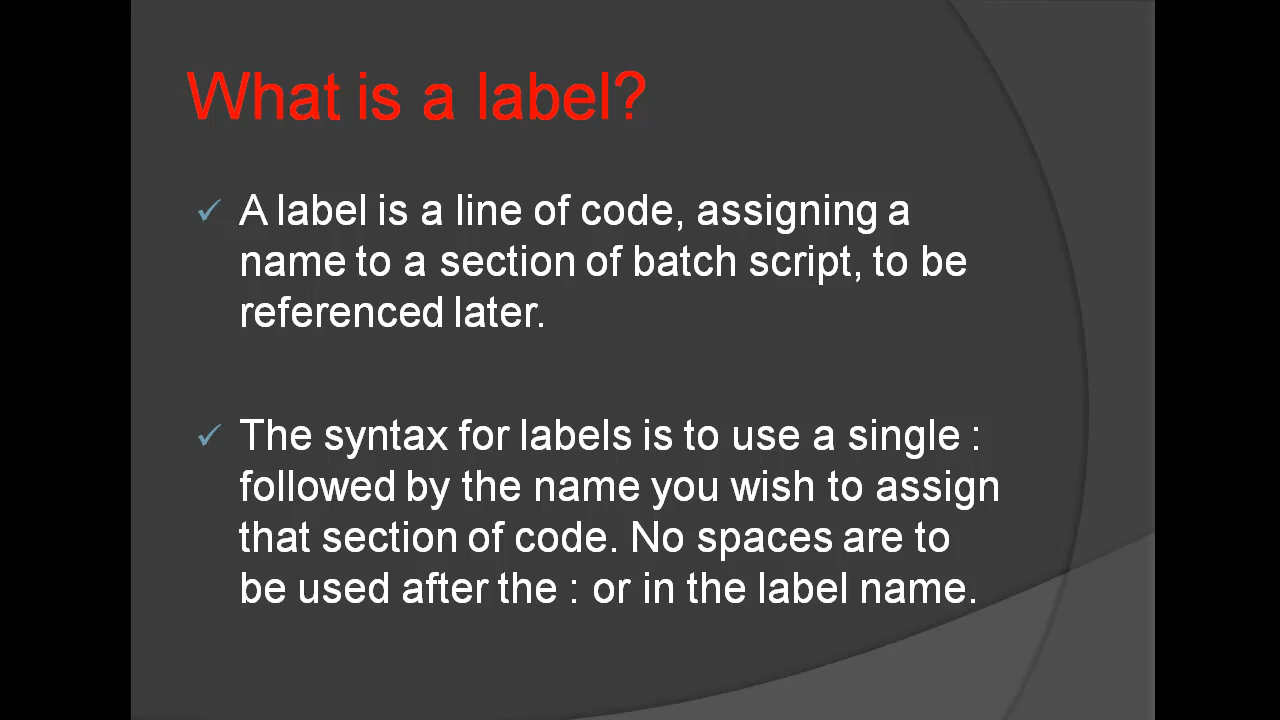 What is a label?
A label is a line of code, assigning a
name to a section of batch script, to be
referenced later.
The syntax for labels is to use a single :
followed by the name you wish to assign
that section of code. No spaces are to
be used after the : or in the label name.